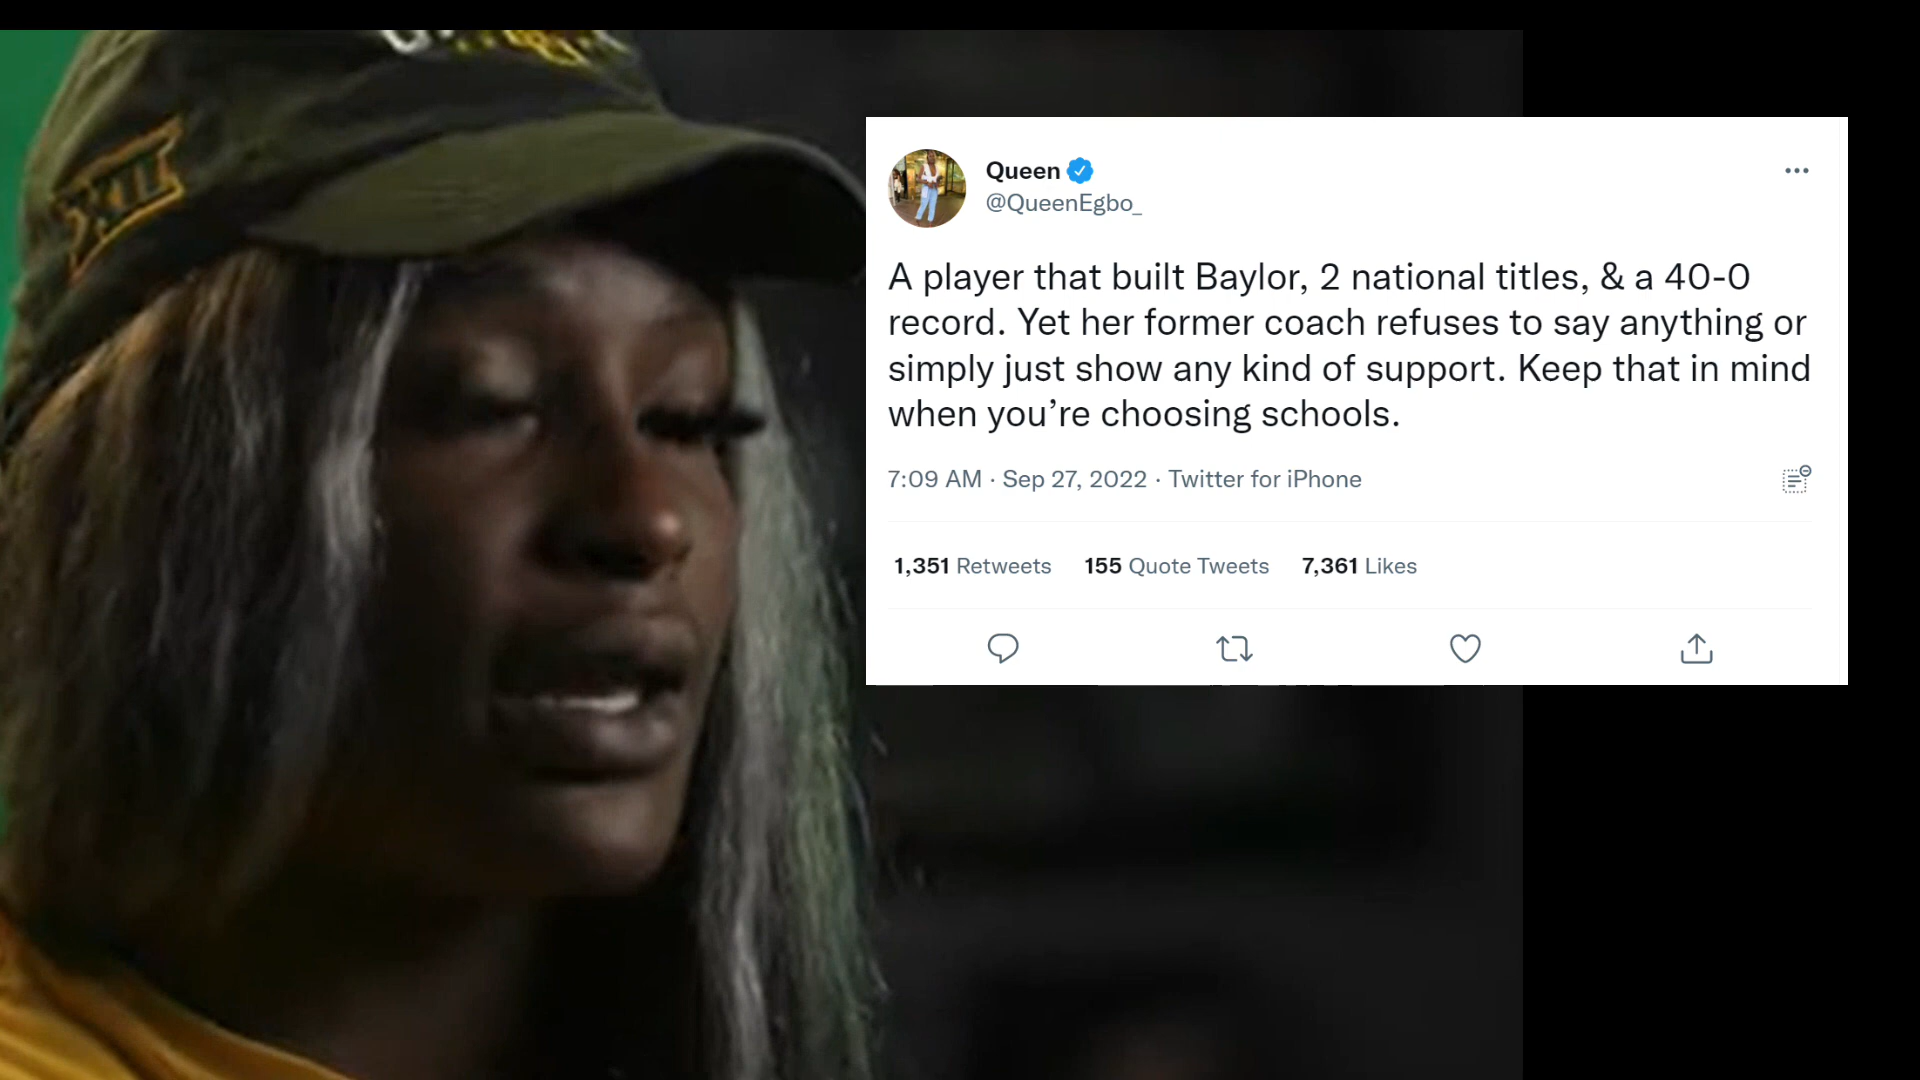 XII
Queen
@QueenEgbo_
A player that built Baylor, 2 national titles, & a 40-0
record. Yet her former coach refuses to say anything or
simply just show any kind of support. Keep that in mind
when you’re choosing schools.
7:09 AM · Sep 27, 2022 · Twitter for iPhone
1,351 Retweets 155 Quote Tweets 7,361 Likes